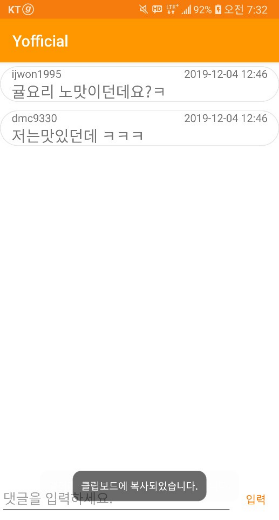 KT 92% 오전 7:32
Yofficial
ijwon1995 2019-12-04 12:46
귤요리 노맛이던데요?ㅋ
dmc9330 2019-12-04 12:46
저는맛있던데 ㅋㅋㅋ
클립보드에 복사되었습니다.
댓글을 입력하세요. 입력